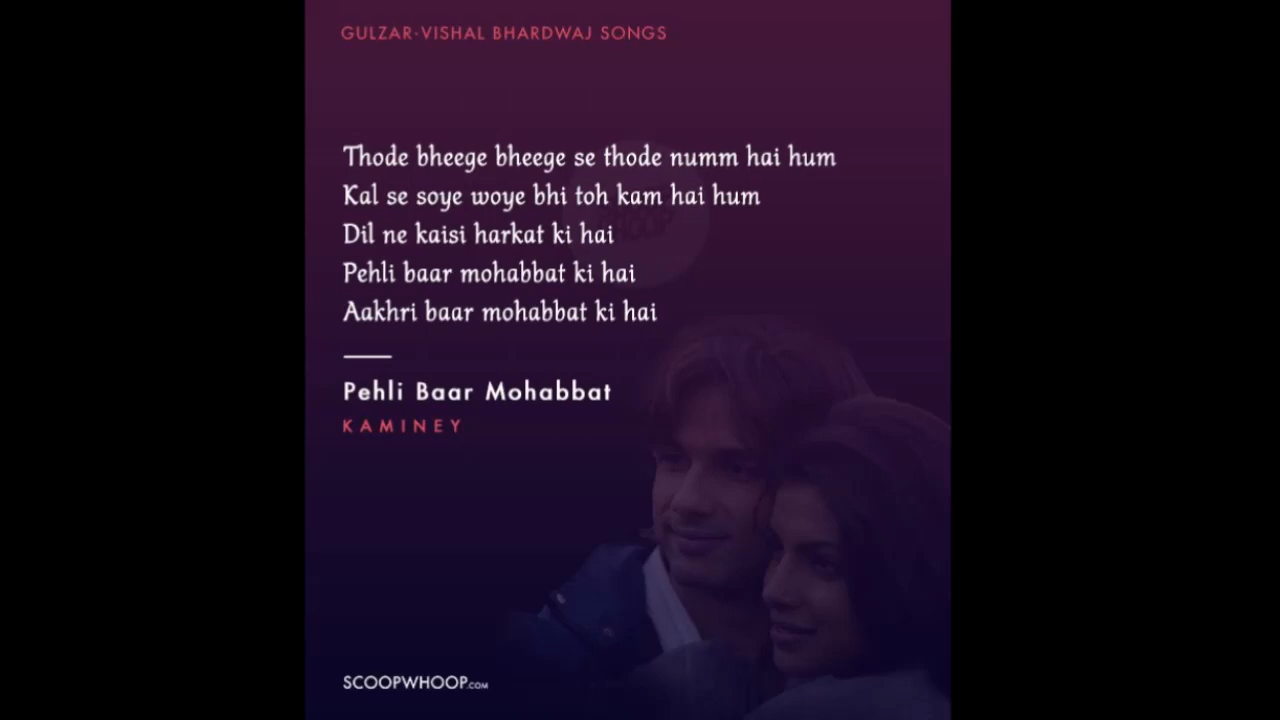 GULZAR·VISHAL BHARDWAJ SONGS
Thode bheege bheege se thode numm hai hum
Kal se soye woye bhi toh kam hai hum
Dil ne kaisi harkat ki hai
Pehli baar mohabbat ki hai
Aakhri baar mohabbat ki hai
Pehli Baar Mohabbat
KAMINEY
SCOOPWHOOP.COM